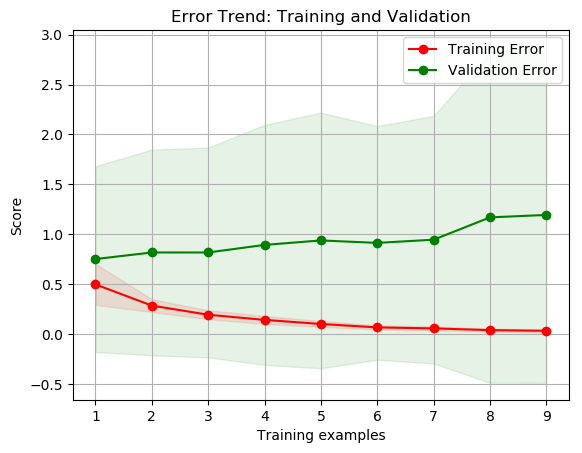 Error Trend: Training and Validation
Training Error
Validation Error
3.0
2.5
2.0
1.5
1.0
0.5
0.0
−0.5
Score
1 2 3 4 5 6 7 8 9
Training examples